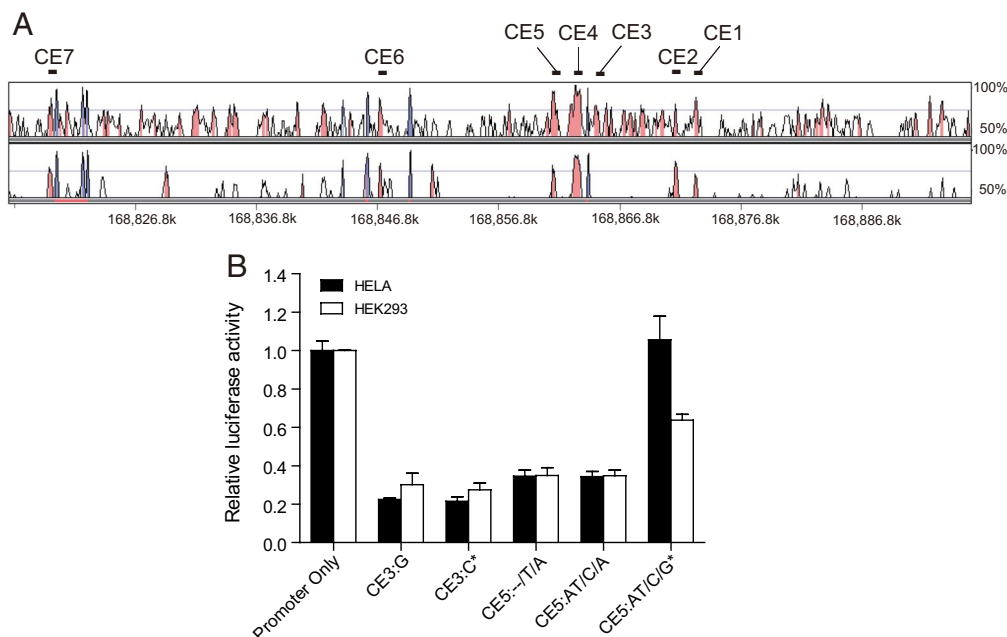 A
CE7
CE6
CE5 CE4 CE3
CE2 CE1
100%
50%
100%
50%
168,826.8k 168,836.8k 168,846.8k 168,856.8k 168,866.8k 168,876.8k 168,886.8k
B
HELA
HEK293
Relative luciferase activity
1.4
1.2
1.0
0.8
0.6
0.4
0.2
0.0
Promoter Only
CE3:G
CE3:C*
CE5:--/T/A
CE5:AT/C/A
CE5:AT/C/G*